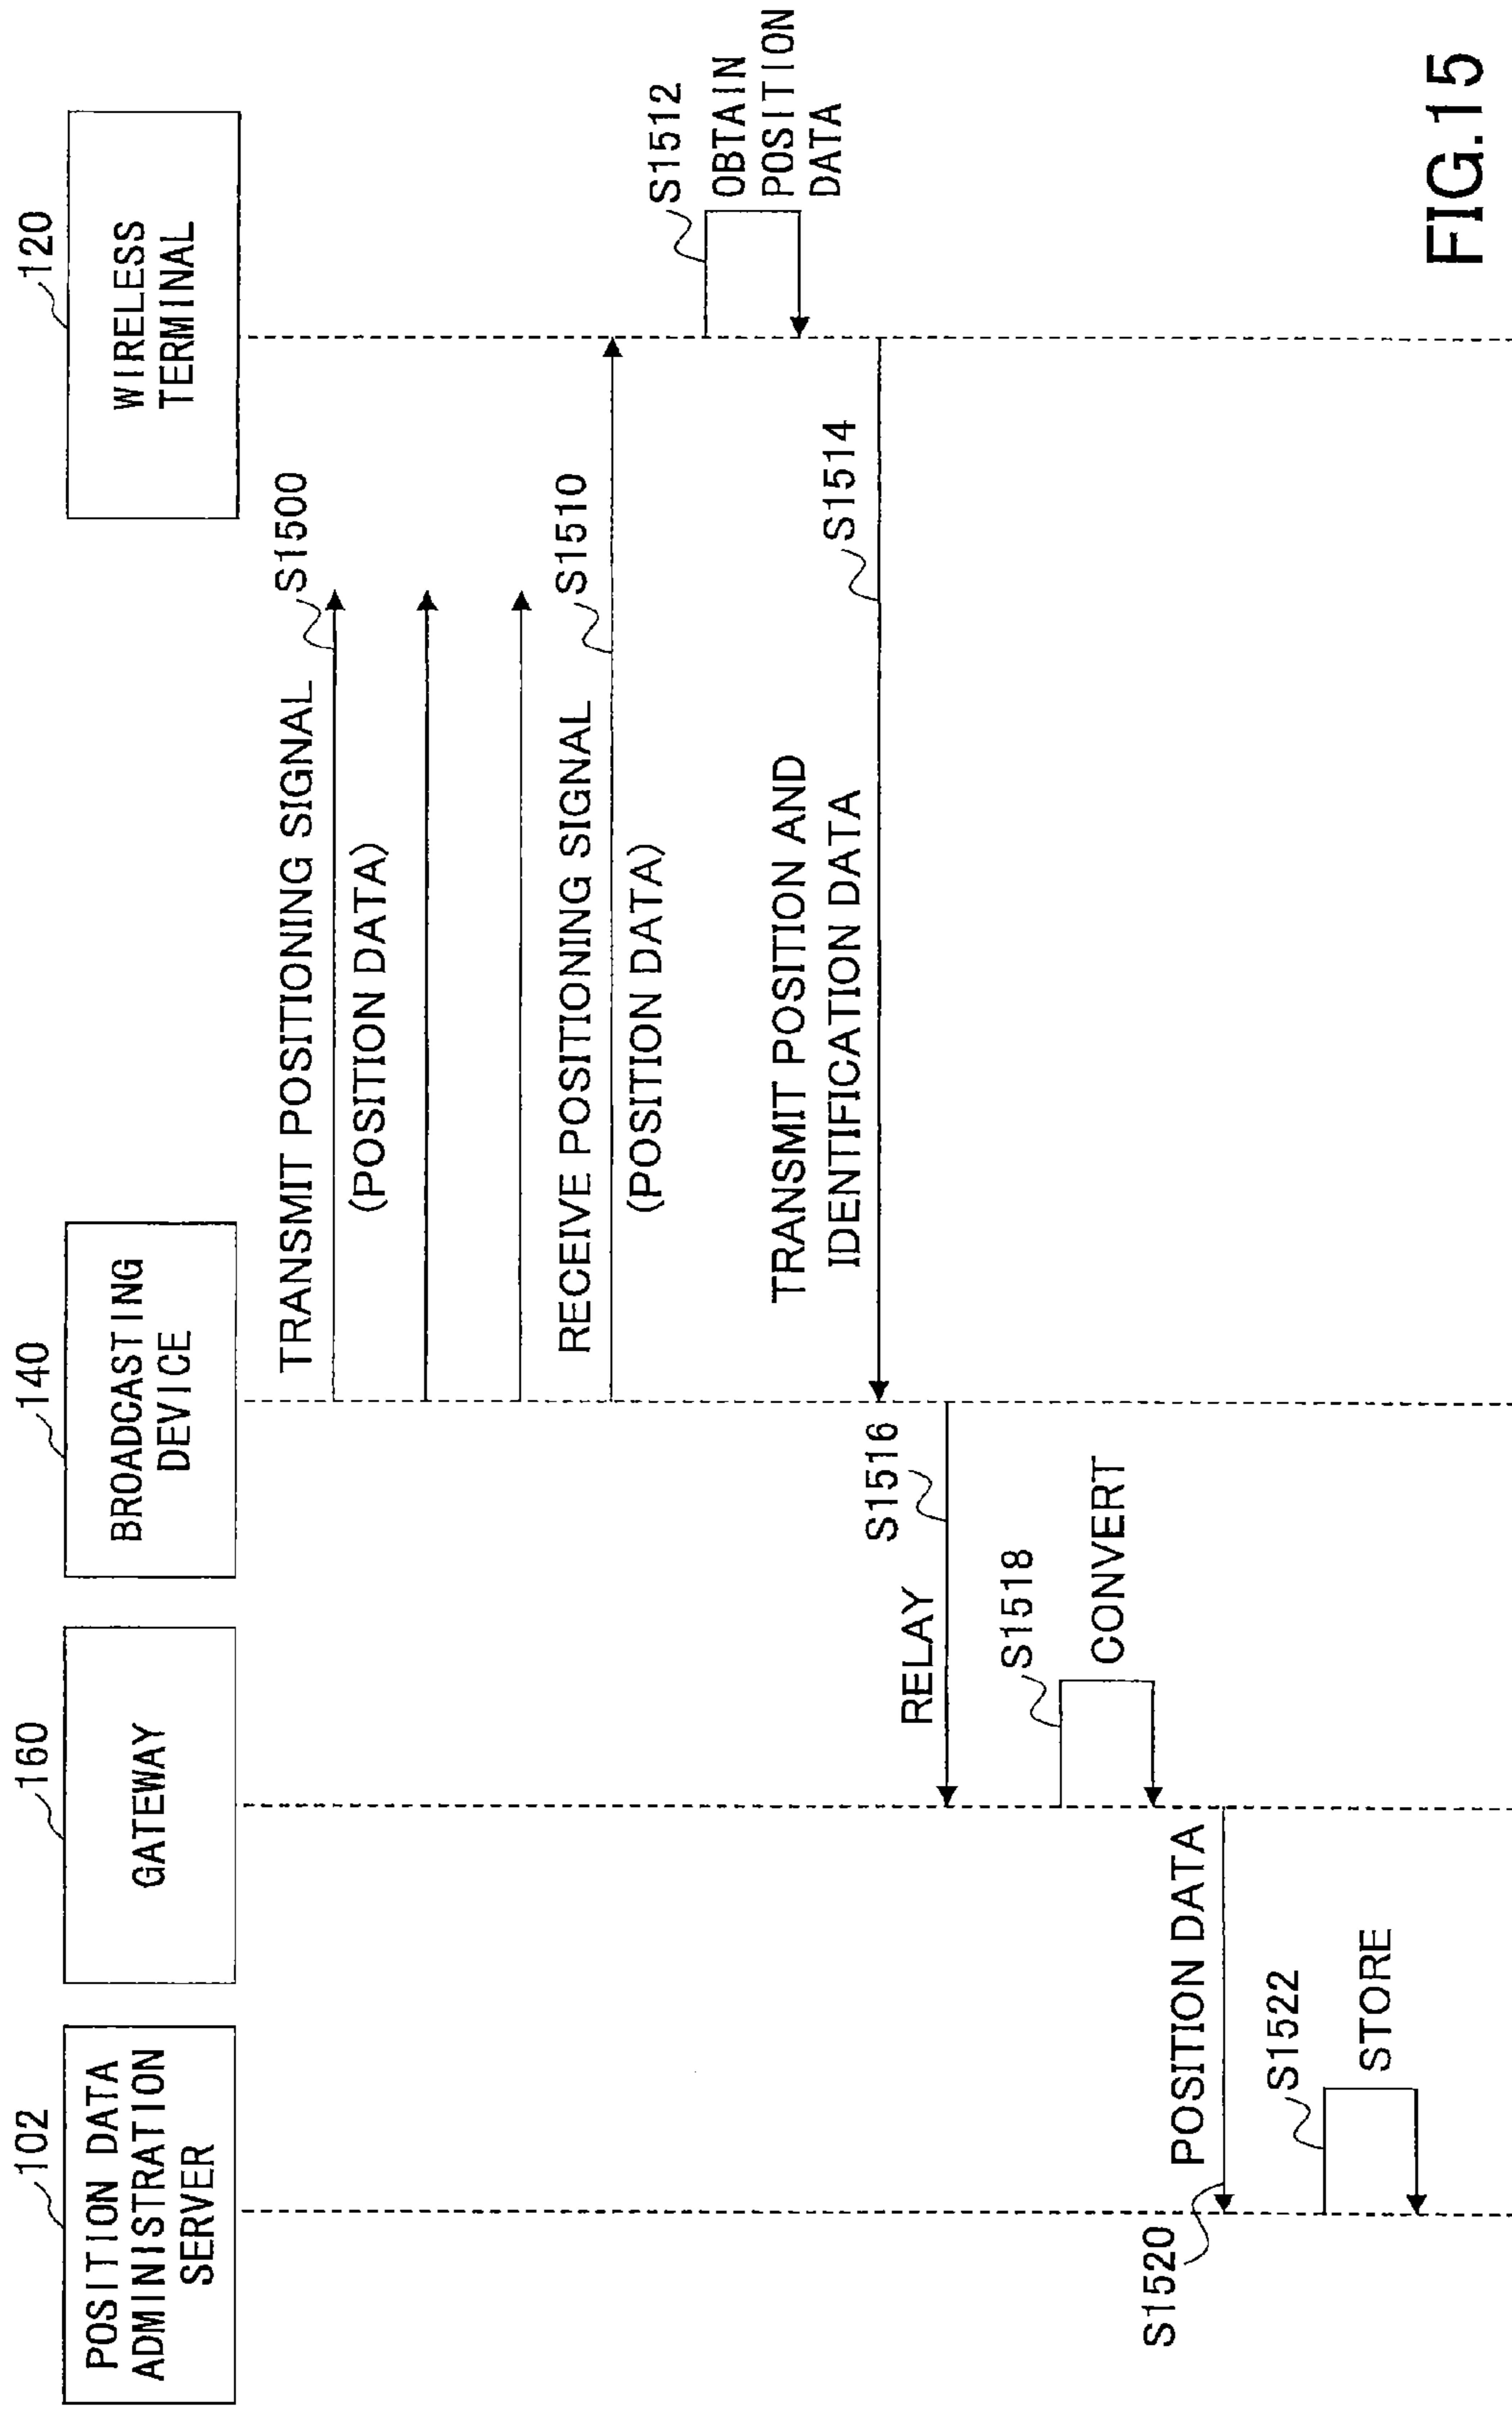 102
POSITION DATA
ADMINISTRATION
SERVER
160
GATEWAY
140
BROADCASTING
DEVICE
120
WIRELESS
TERMINAL
TRANSMIT POSITIONING SIGNAL
S1500
(POSITION DATA)
RECEIVE POSITIONING SIGNAL
S1510
(POSITION DATA)
S1512
OBTAIN
POSITION
DATA
TRANSMIT POSITION AND
IDENTIFICATION DATA
S1514
S1516
RELAY
S1518
CONVERT
S1520
POSITION DATA
S1522
STORE
FIG.15